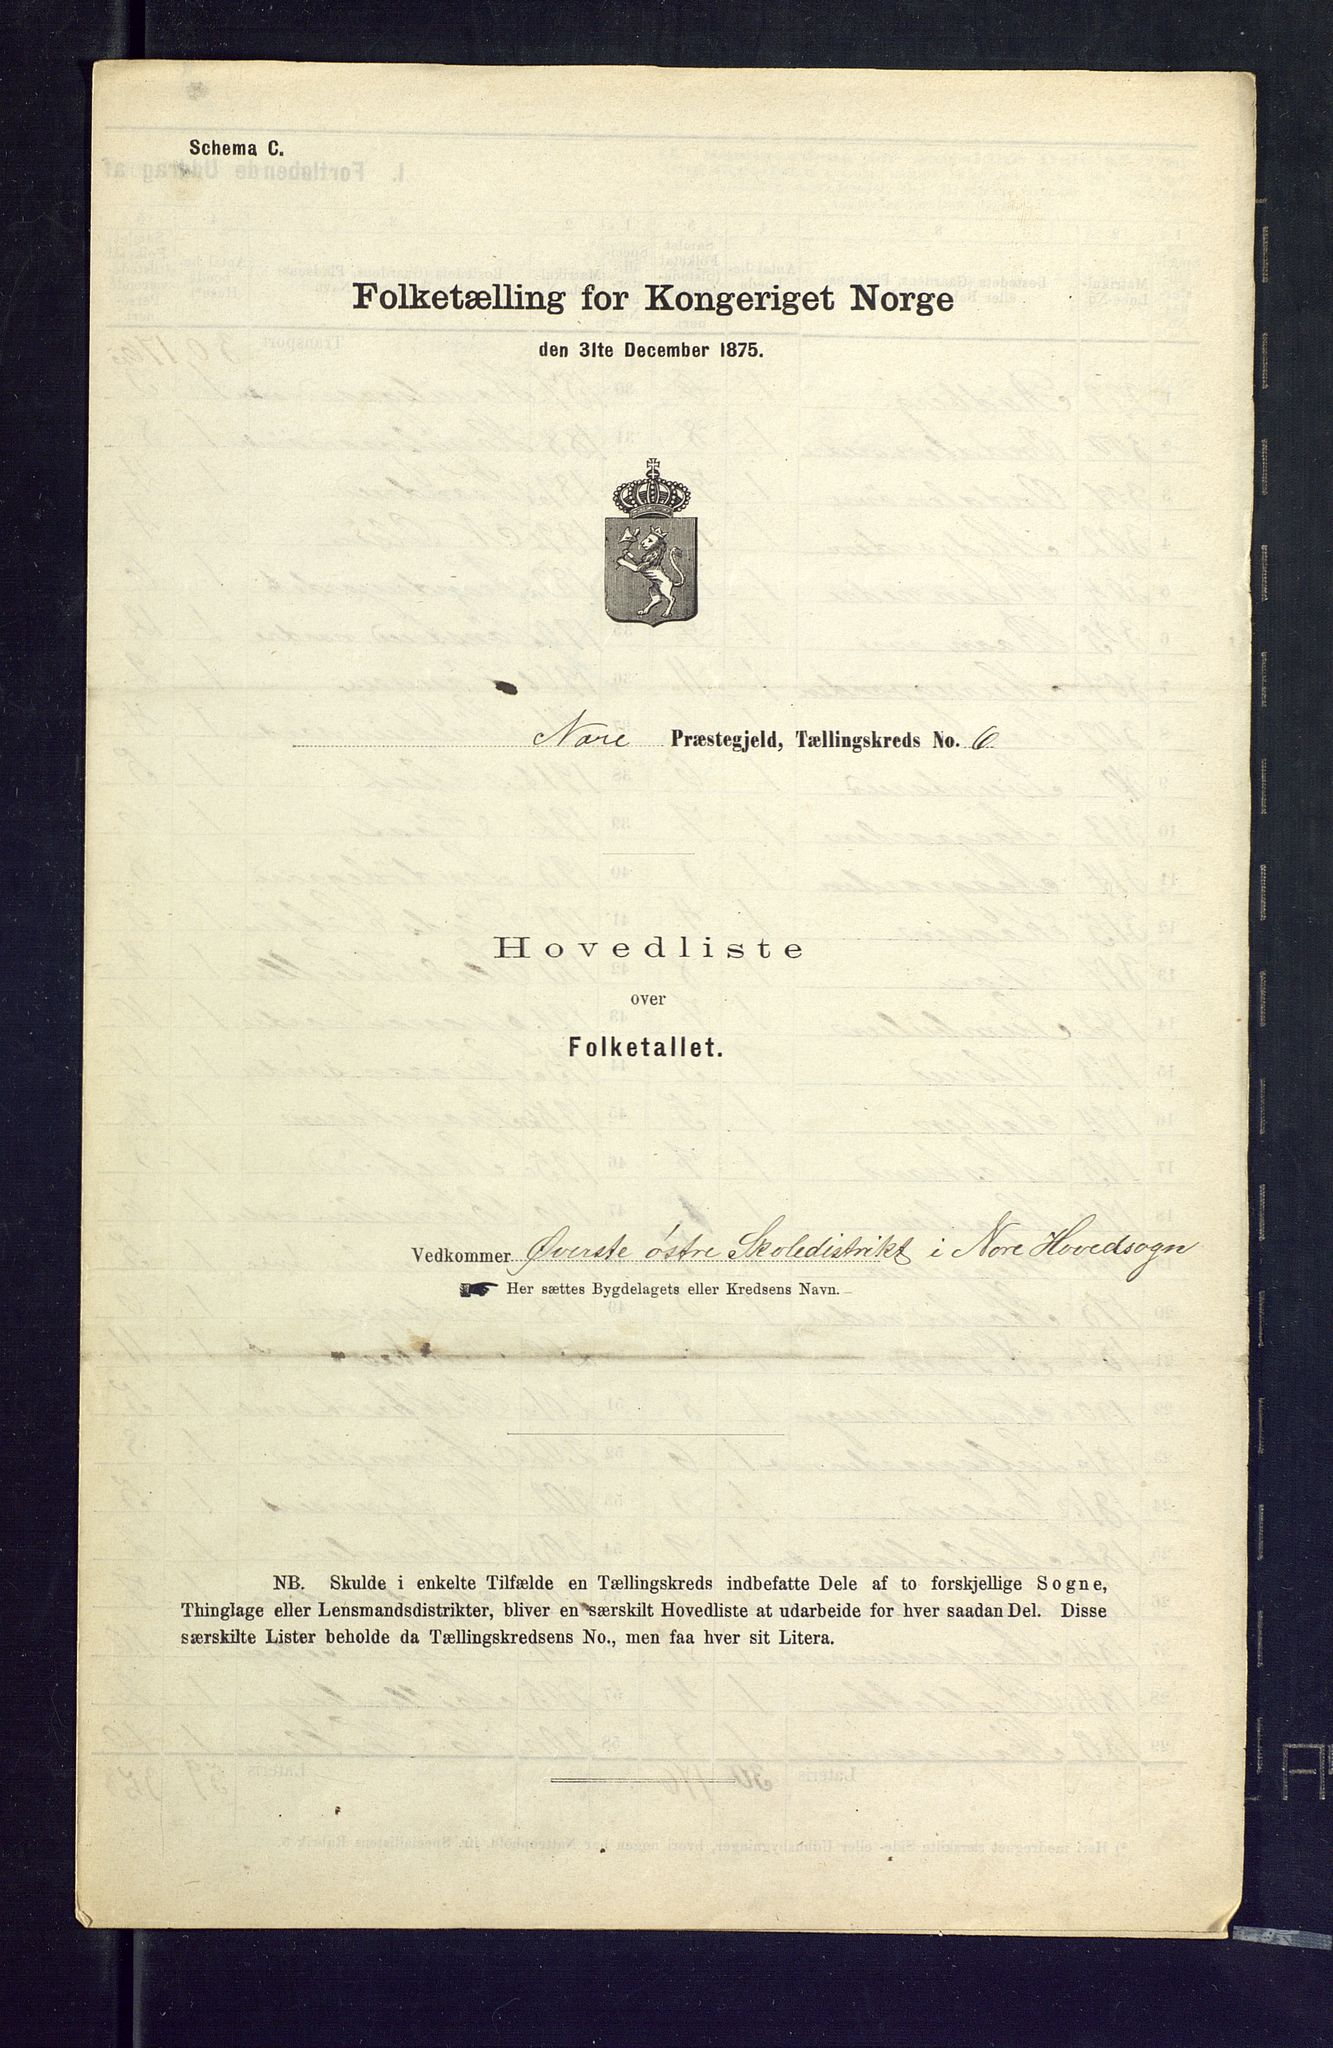 Schema C.
Folketælling for Kongeriget Norge
den 31te December 1875.
Nore Præstegjeld, Tællingskreds No. 6
Hovedliste
over
Folketallet.
Vedkommer Øverste östre Skoledistrikt i Nore Hovedsogn
Her sættes Bygdelagets eller Kredsens Navn.
NB. Skulde i enkelte Tilfælde en Tællingskreds indbefatte Dele af to forskjellige Sogne,
Thinglage eller Lensmandsdistrikter, bliver en særskilt Hovedliste at udarbeide for hver saadan Del. Disse
særskilte Lister beholde da Tællingskredsens No., men faa hver sit Litera.